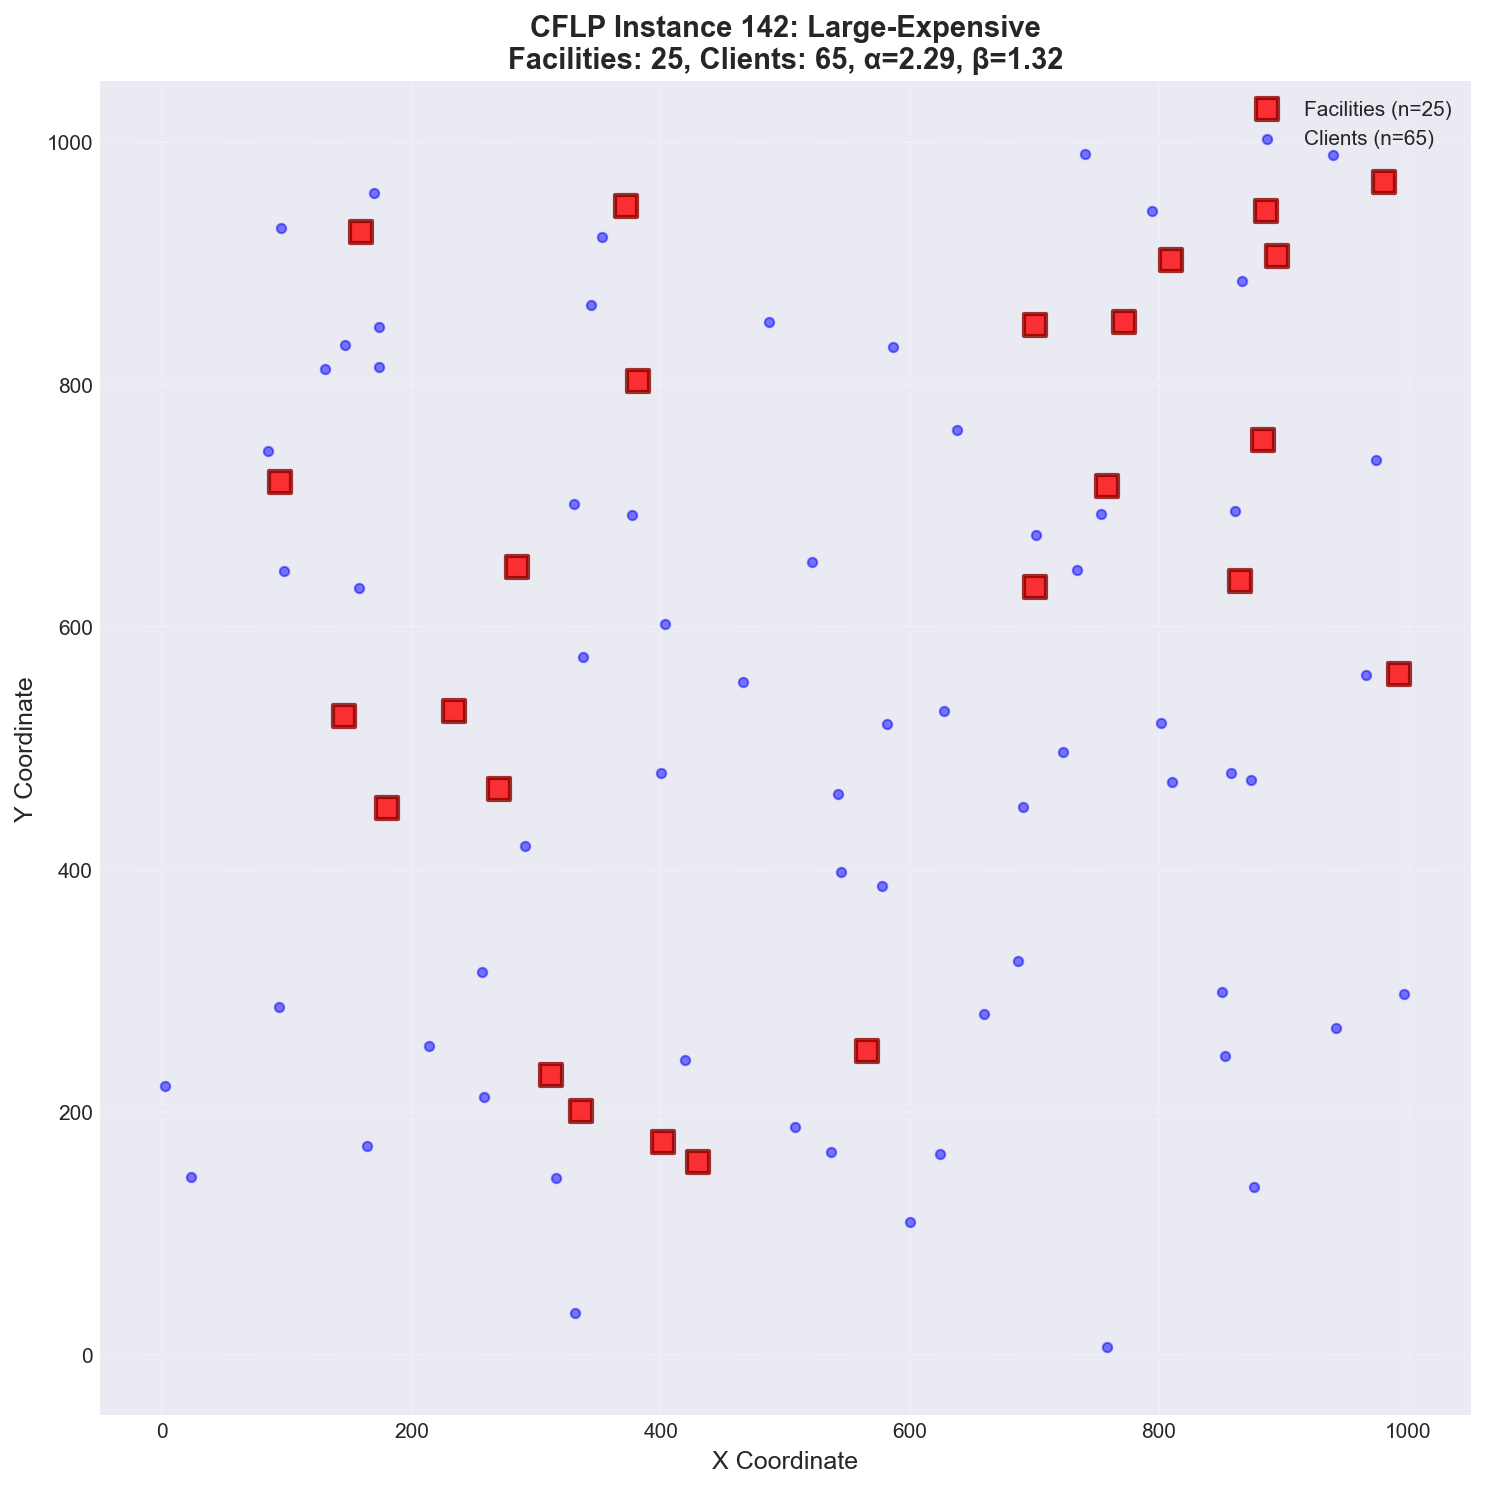 CFLP Instance 142: Large-Expensive
Facilities: 25, Clients: 65, α=2.29, β=1.32
Facilities (n=25)
Clients (n=65)
1000
800
600
400
200
0
Y Coordinate
0 200 400 600 800 1000
X Coordinate